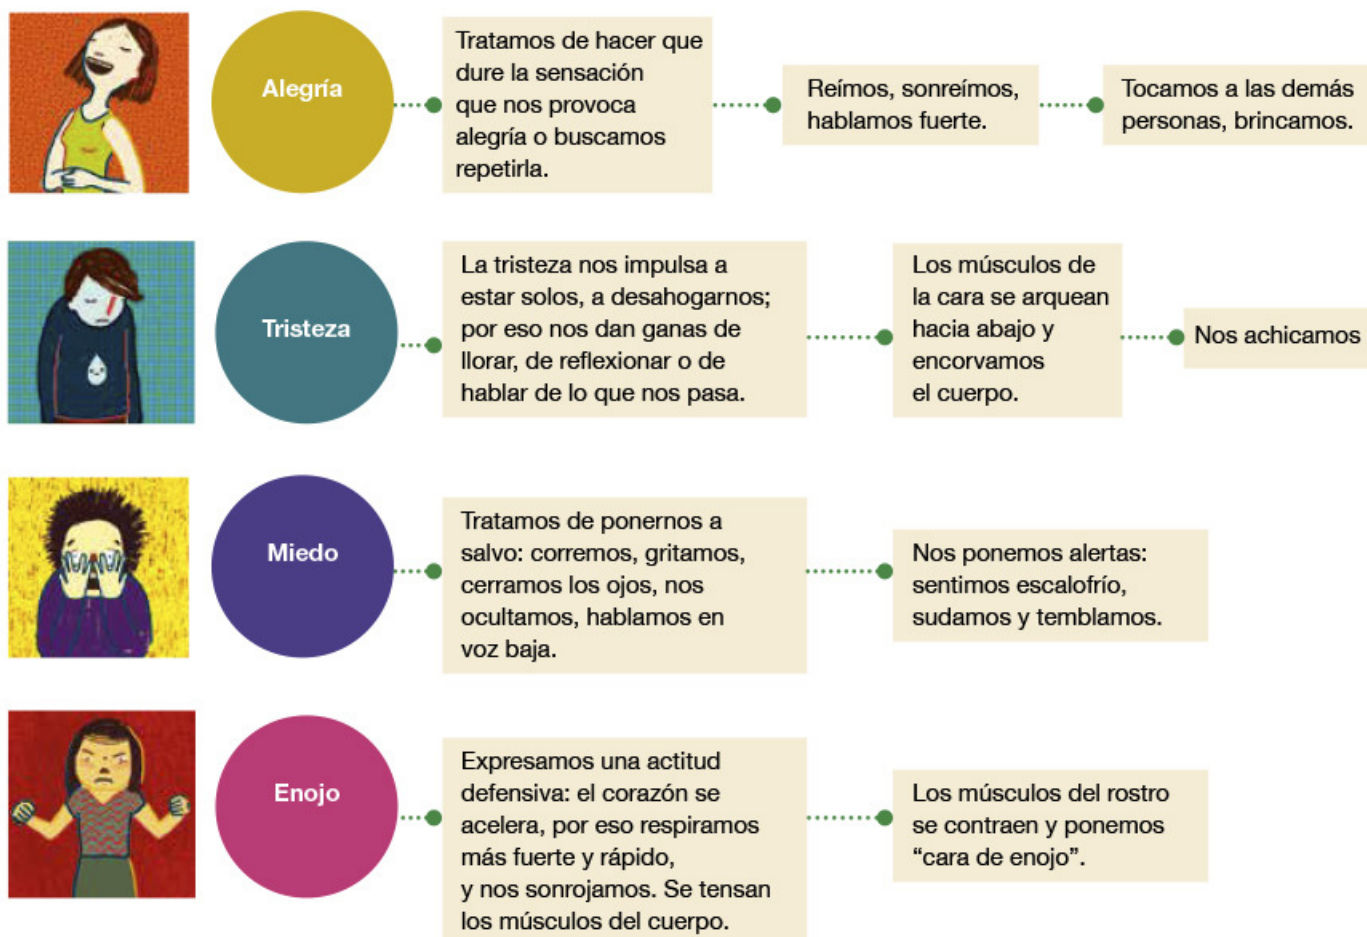 Alegría
Tratamos de hacer que
dure la sensación
que nos provoca
alegría o buscamos
repetirla.
Reímos, sonreímos,
hablamos fuerte.
Tocamos a las demás
personas, brincamos.
Tristeza
La tristeza nos impulsa a
estar solos, a desahogarnos;
por eso nos dan ganas de
llorar, de reflexionar o de
hablar de lo que nos pasa.
Los músculos de
la cara se arquean
hacia abajo y
encorvamos
el cuerpo.
Nos achicamos
Miedo
Tratamos de ponernos a
salvo: corremos, gritamos,
cerramos los ojos, nos
ocultamos, hablamos en
voz baja.
Nos ponemos alertas:
sentimos escalofrío,
sudamos y temblamos.
Enojo
Expresamos una actitud
defensiva: el corazón se
acelera, por eso respiramos
más fuerte y rápido,
y nos sonrojamos. Se tensan
los músculos del cuerpo.
Los músculos del rostro
se contraen y ponemos
“cara de enojo”.